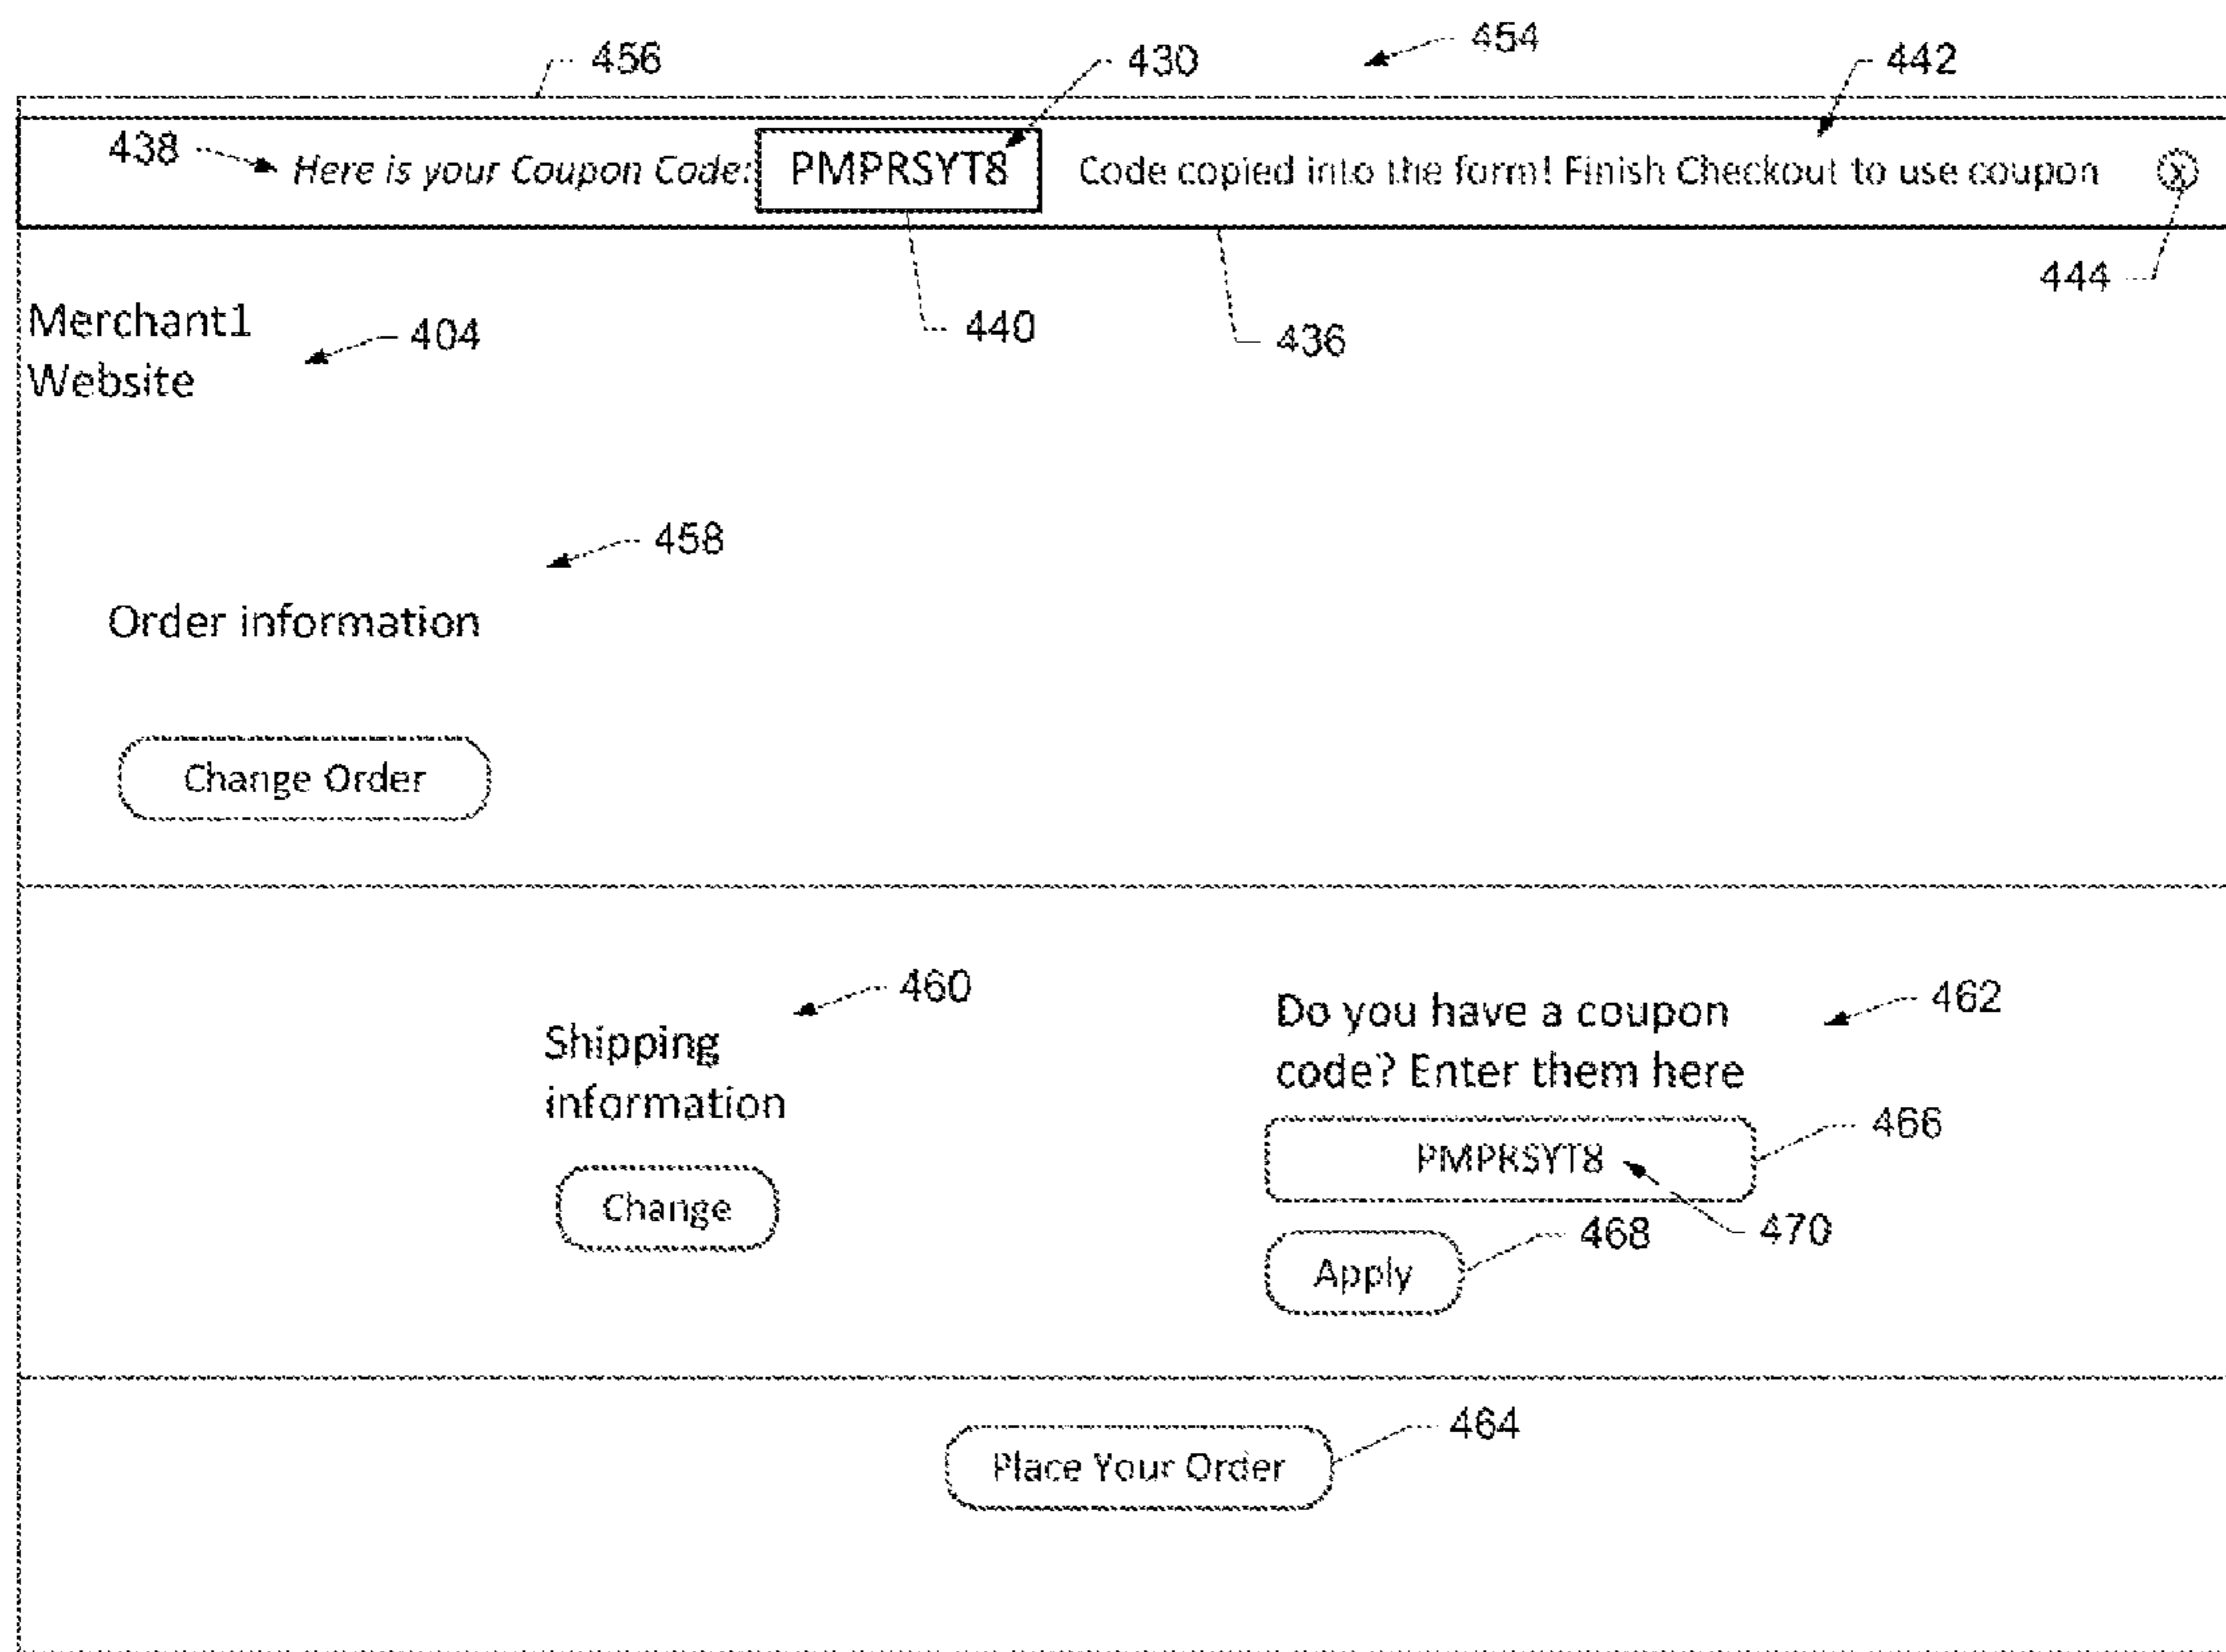 456
430
454
442
438
Here is your Coupon Code:
PMPRSYT8
Code copied into the form! Finish Checkout to use coupon
X
444
440
436
Merchant1
Website
404
458
Order information
Change Order
460
Shipping
information
Change
462
Do you have a coupon
code? Enter them here
466
PMPRSYT8
470
468
Apply
464
Place Your Order